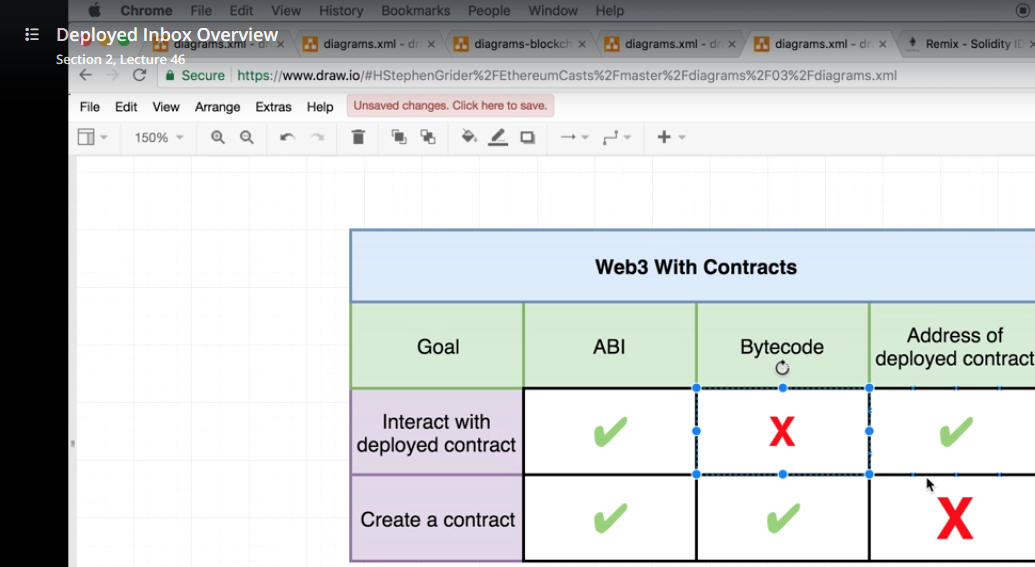 Chrome File Edit View History Bookmarks People Window Help
Deployed Inbox Overview
diagrams.xml - dr
diagrams.xml - dr
diagrams-blockch
diagrams.xml - dr
diagrams.xml - dr
Remix - Solidity ID
Section 2, Lecture 46
Secure https://www.draw.io/#HStephenGrider%2FEthereumCasts%2Fmaster%2Fdiagrams%2F03%2Fdiagrams.xml
File Edit View Arrange Extras Help Unsaved changes. Click here to save.
150%
Web3 With Contracts
Goal
ABI
Bytecode
Address of
deployed contract
Interact with
deployed contract
✔ X ✔
Create a contract
✔ ✔ X